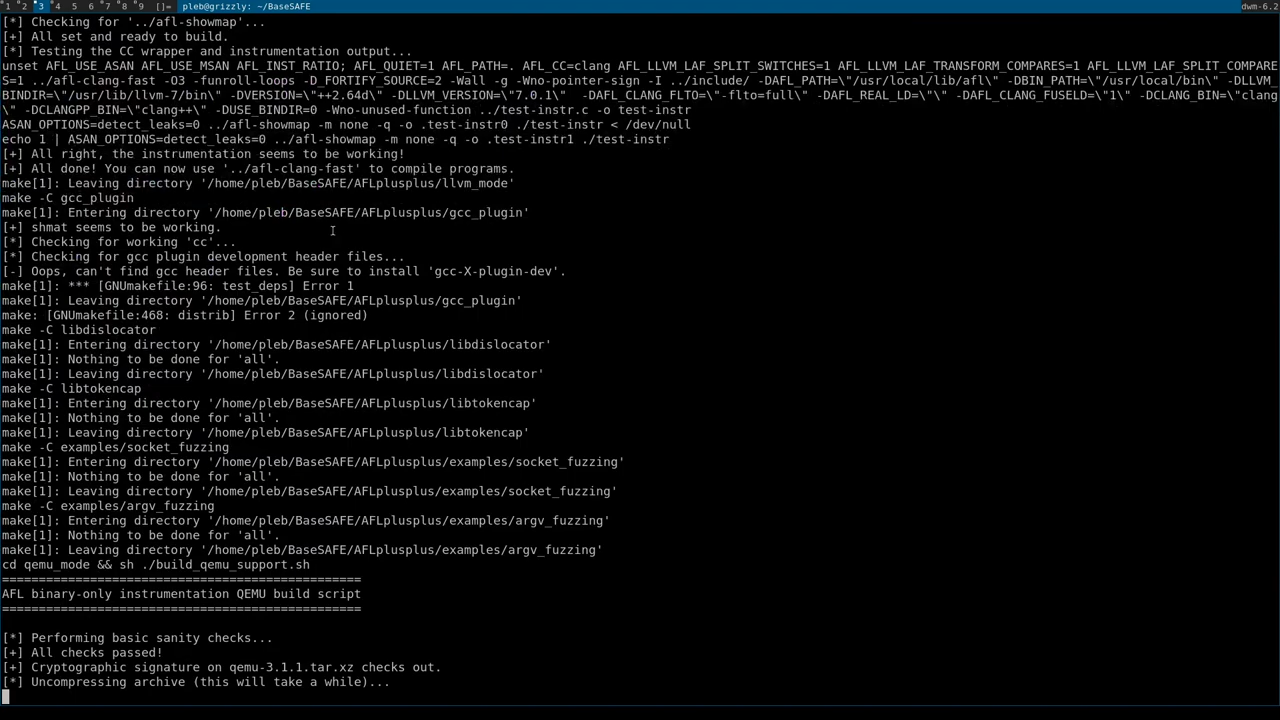 1 2 3 4 5 6 7 8 9 []= pleb@grizzly: ~/BaseSAFE dwm-6.2
[*] Checking for '../afl-showmap'...
[+] All set and ready to build.
[*] Testing the CC wrapper and instrumentation output...
unset AFL_USE_ASAN AFL_USE_MSAN AFL_INST_RATIO; AFL_QUIET=1 AFL_PATH=. AFL_CC=clang AFL_LLVM_LAF_SPLIT_SWITCHES=1 AFL_LLVM_LAF_TRANSFORM_COMPARES=1 AFL_LLVM_LAF_SPLIT_COMPARE
S=1 ../afl-clang-fast -O3 -funroll-loops -D_FORTIFY_SOURCE=2 -Wall -g -Wno-pointer-sign -I ../include/ -DAFL_PATH=\"/usr/local/lib/afl\" -DBIN_PATH=\"/usr/local/bin\" -DLLVM_
BINDIR=\"/usr/lib/llvm-7/bin\" -DVERSION=\"++2.64d\" -DLLVM_VERSION=\"7.0.1\"  -DAFL_CLANG_FLTO=\"-flto=full\" -DAFL_REAL_LD=\"\" -DAFL_CLANG_FUSELD=\"1\" -DCLANG_BIN=\"clang
\" -DCLANGPP_BIN=\"clang++\" -DUSE_BINDIR=0 -Wno-unused-function ../test-instr.c -o test-instr
ASAN_OPTIONS=detect_leaks=0 ../afl-showmap -m none -q -o .test-instr0 ./test-instr < /dev/null
echo 1 | ASAN_OPTIONS=detect_leaks=0 ../afl-showmap -m none -q -o .test-instr1 ./test-instr
[+] All right, the instrumentation seems to be working!
[+] All done! You can now use '../afl-clang-fast' to compile programs.
make[1]: Leaving directory '/home/pleb/BaseSAFE/AFLplusplus/llvm_mode'
make -C gcc_plugin
make[1]: Entering directory '/home/pleb/BaseSAFE/AFLplusplus/gcc_plugin'
[+] shmat seems to be working.
[*] Checking for working 'cc'...
[*] Checking for gcc plugin development header files...
[-] Oops, can't find gcc header files. Be sure to install 'gcc-X-plugin-dev'.
make[1]: *** [GNUmakefile:96: test_deps] Error 1
make[1]: Leaving directory '/home/pleb/BaseSAFE/AFLplusplus/gcc_plugin'
make: [GNUmakefile:468: distrib] Error 2 (ignored)
make -C libdislocator
make[1]: Entering directory '/home/pleb/BaseSAFE/AFLplusplus/libdislocator'
make[1]: Nothing to be done for 'all'.
make[1]: Leaving directory '/home/pleb/BaseSAFE/AFLplusplus/libdislocator'
make -C libtokencap
make[1]: Entering directory '/home/pleb/BaseSAFE/AFLplusplus/libtokencap'
make[1]: Nothing to be done for 'all'.
make[1]: Leaving directory '/home/pleb/BaseSAFE/AFLplusplus/libtokencap'
make -C examples/socket_fuzzing
make[1]: Entering directory '/home/pleb/BaseSAFE/AFLplusplus/examples/socket_fuzzing'
make[1]: Nothing to be done for 'all'.
make[1]: Leaving directory '/home/pleb/BaseSAFE/AFLplusplus/examples/socket_fuzzing'
make -C examples/argv_fuzzing
make[1]: Entering directory '/home/pleb/BaseSAFE/AFLplusplus/examples/argv_fuzzing'
make[1]: Nothing to be done for 'all'.
make[1]: Leaving directory '/home/pleb/BaseSAFE/AFLplusplus/examples/argv_fuzzing'
cd qemu_mode && sh ./build_qemu_support.sh
=================================================
AFL binary-only instrumentation QEMU build script
=================================================
[*] Performing basic sanity checks...
[+] All checks passed!
[+] Cryptographic signature on qemu-3.1.1.tar.xz checks out.
[*] Uncompressing archive (this will take a while)...